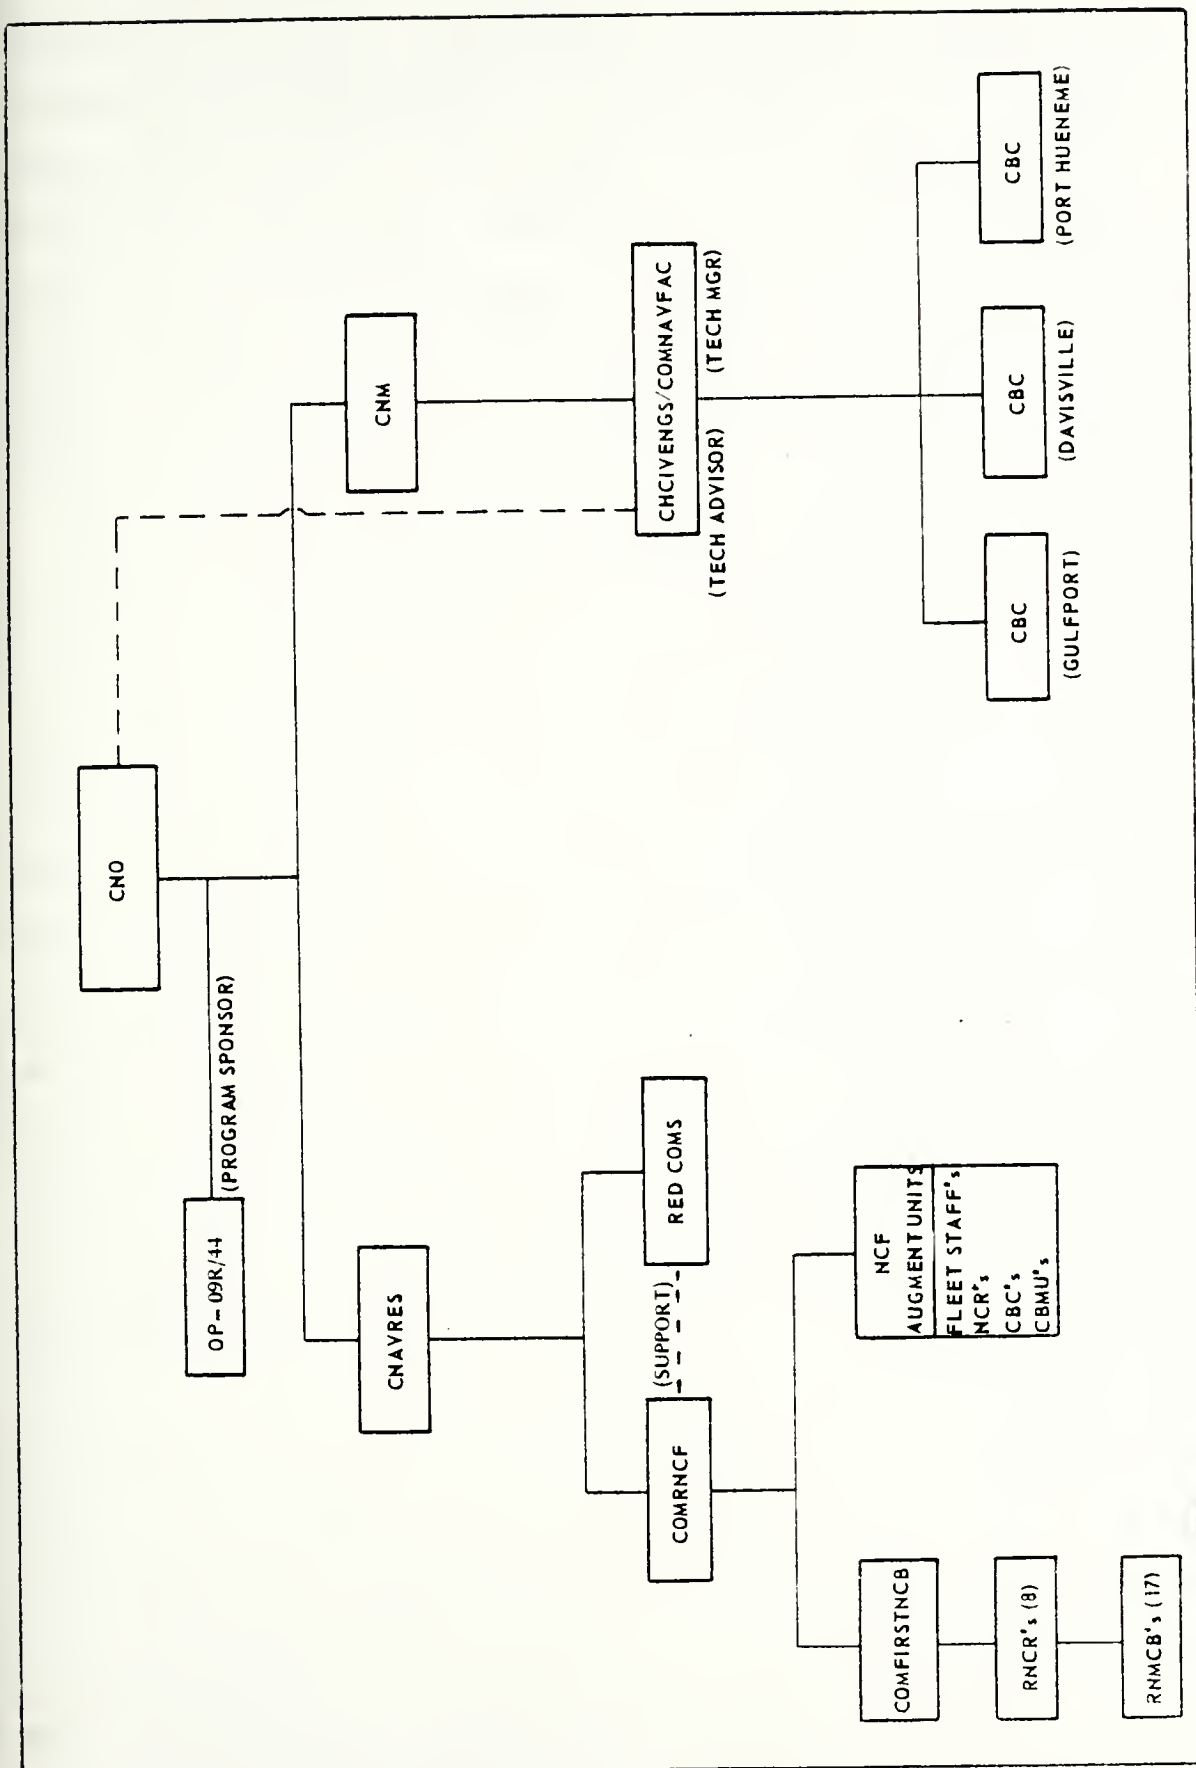 CNO
OP-09R/44
(PROGRAM SPONSOR)
CNAVRES
CNM
COMRNCF
(SUPPORT)
RED COMS
CHCIVENGS/COMNAVFAC
(TECH ADVISOR)
(TECH MGR)
COMFIRSTNCB
RNCR's (8)
RNMCB's (17)
NCF
AUGMENT UNITS
FLEET STAFF's
NCR's
CBC's
CBMU's
CBC
(GULFPORT)
CBC
(DAVISVILLE)
CBC
(PORT HUENEME)